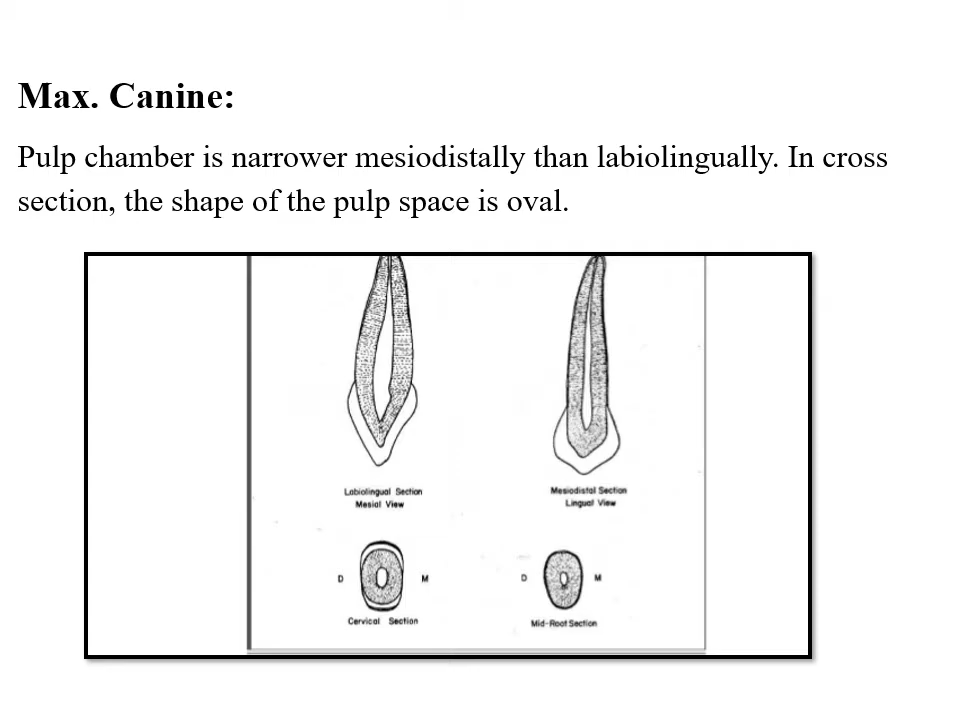 Max. Canine:
Pulp chamber is narrower mesiodistally than labiolingually. In cross
section, the shape of the pulp space is oval.
Labiolingual Section
Mesial View
Mesiodistal Section
Lingual View
D M
Cervical Section
D M
Mid-Root Section